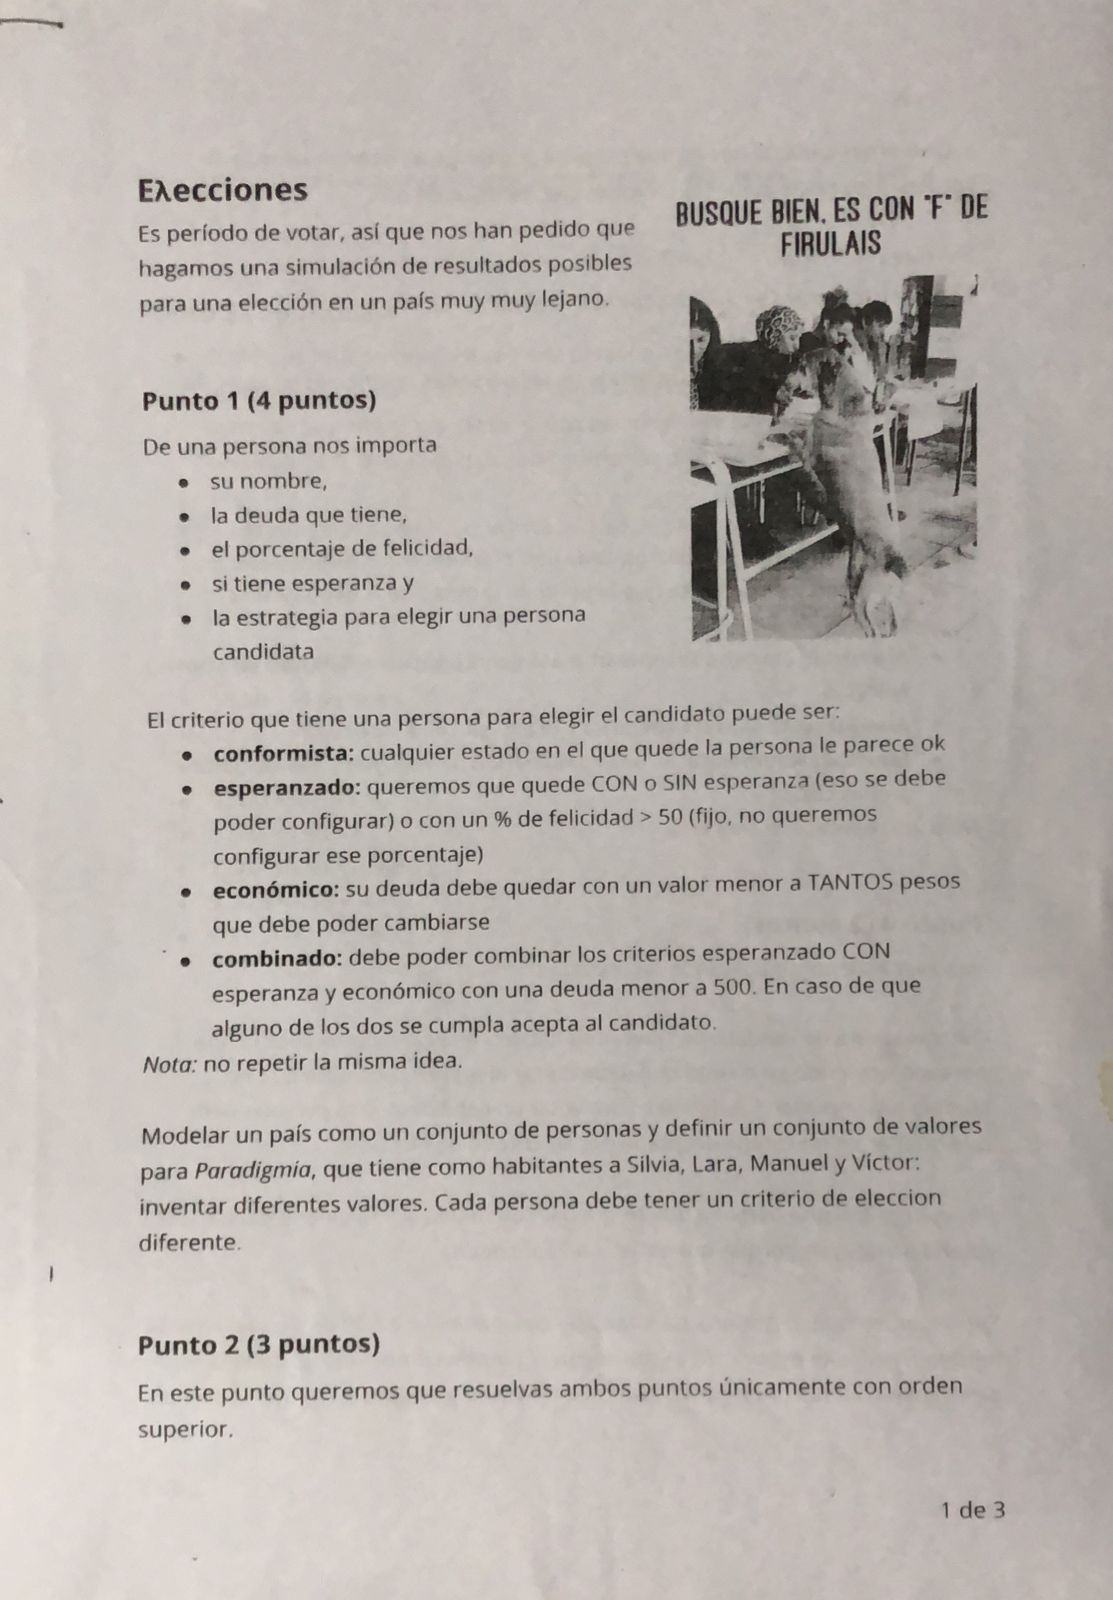 Eλecciones
Es período de votar, así que nos han pedido que
hagamos una simulación de resultados posibles
para una elección en un país muy muy lejano.
BUSQUE BIEN, ES CON "F" DE
FIRULAIS
Punto 1 (4 puntos)
De una persona nos importa
• su nombre,
• la deuda que tiene,
• el porcentaje de felicidad,
• si tiene esperanza y
• la estrategia para elegir una persona
candidata
El criterio que tiene una persona para elegir el candidato puede ser:
• conformista: cualquier estado en el que quede la persona le parece ok
• esperanzado: queremos que quede CON o SIN esperanza (eso se debe
poder configurar) o con un % de felicidad > 50 (fijo, no queremos
configurar ese porcentaje)
• económico: su deuda debe quedar con un valor menor a TANTOS pesos
que debe poder cambiarse
• combinado: debe poder combinar los criterios esperanzado CON
esperanza y económico con una deuda menor a 500. En caso de que
alguno de los dos se cumpla acepta al candidato.
Nota: no repetir la misma idea.
Modelar un país como un conjunto de personas y definir un conjunto de valores
para Paradigmia, que tiene como habitantes a Silvia, Lara, Manuel y Víctor:
inventar diferentes valores. Cada persona debe tener un criterio de eleccion
diferente.
Punto 2 (3 puntos)
En este punto queremos que resuelvas ambos puntos únicamente con orden
superior.
1 de 3